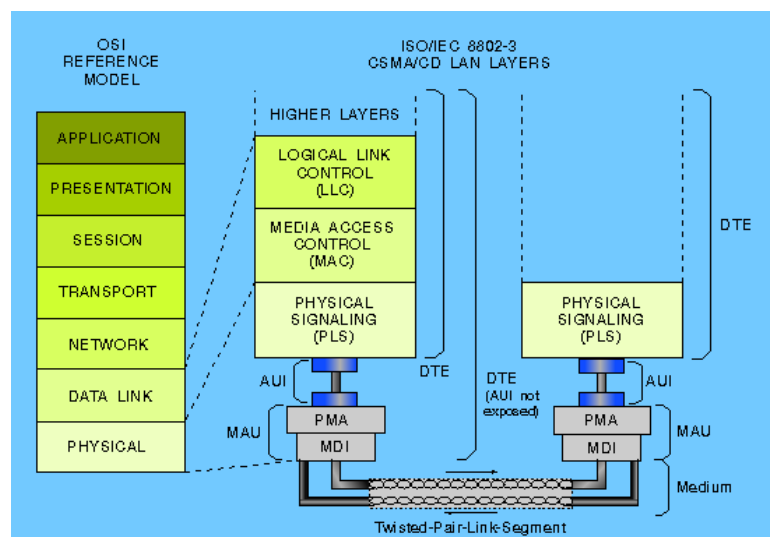 OSI
REFERENCE
MODEL
ISO/IEC 8802-3
CSMA/CD LAN LAYERS
APPLICATION
PRESENTATION
SESSION
TRANSPORT
NETWORK
DATA LINK
PHYSICAL
HIGHER LAYERS
LOGICAL LINK
CONTROL
(LLC)
MEDIA ACCESS
CONTROL
(MAC)
PHYSICAL
SIGNALING
(PLS)
AUI
DTE
MAU
PMA
MDI
DTE
(AUI not
exposed)
DTE
PHYSICAL
SIGNALING
(PLS)
AUI
PMA
MDI
MAU
Medium
Twisted-Pair-Link-Segment